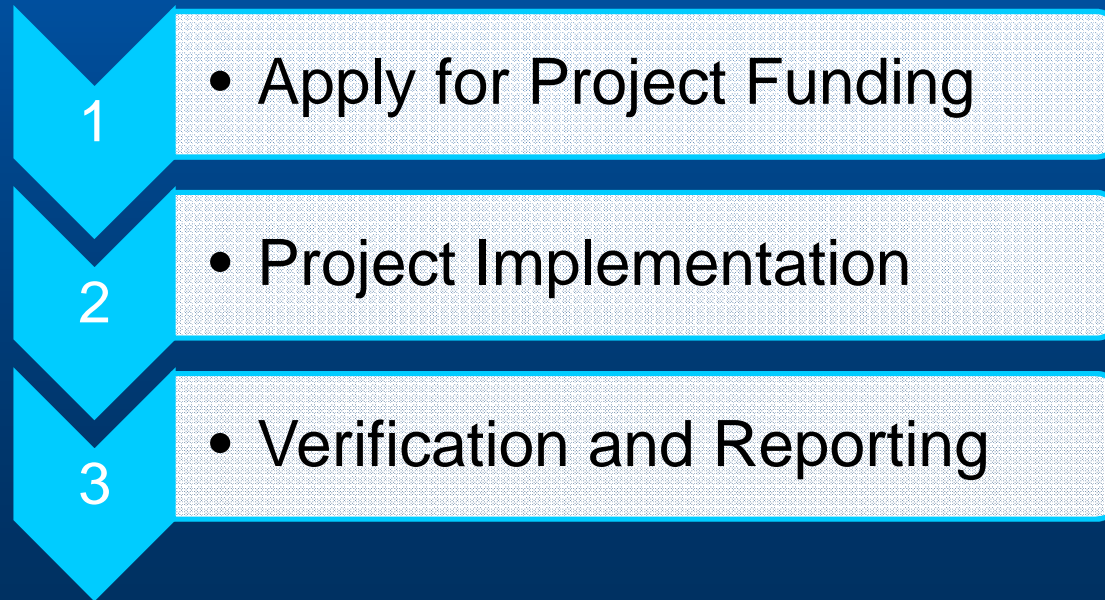 1
• Apply for Project Funding
2
• Project Implementation
3
• Verification and Reporting